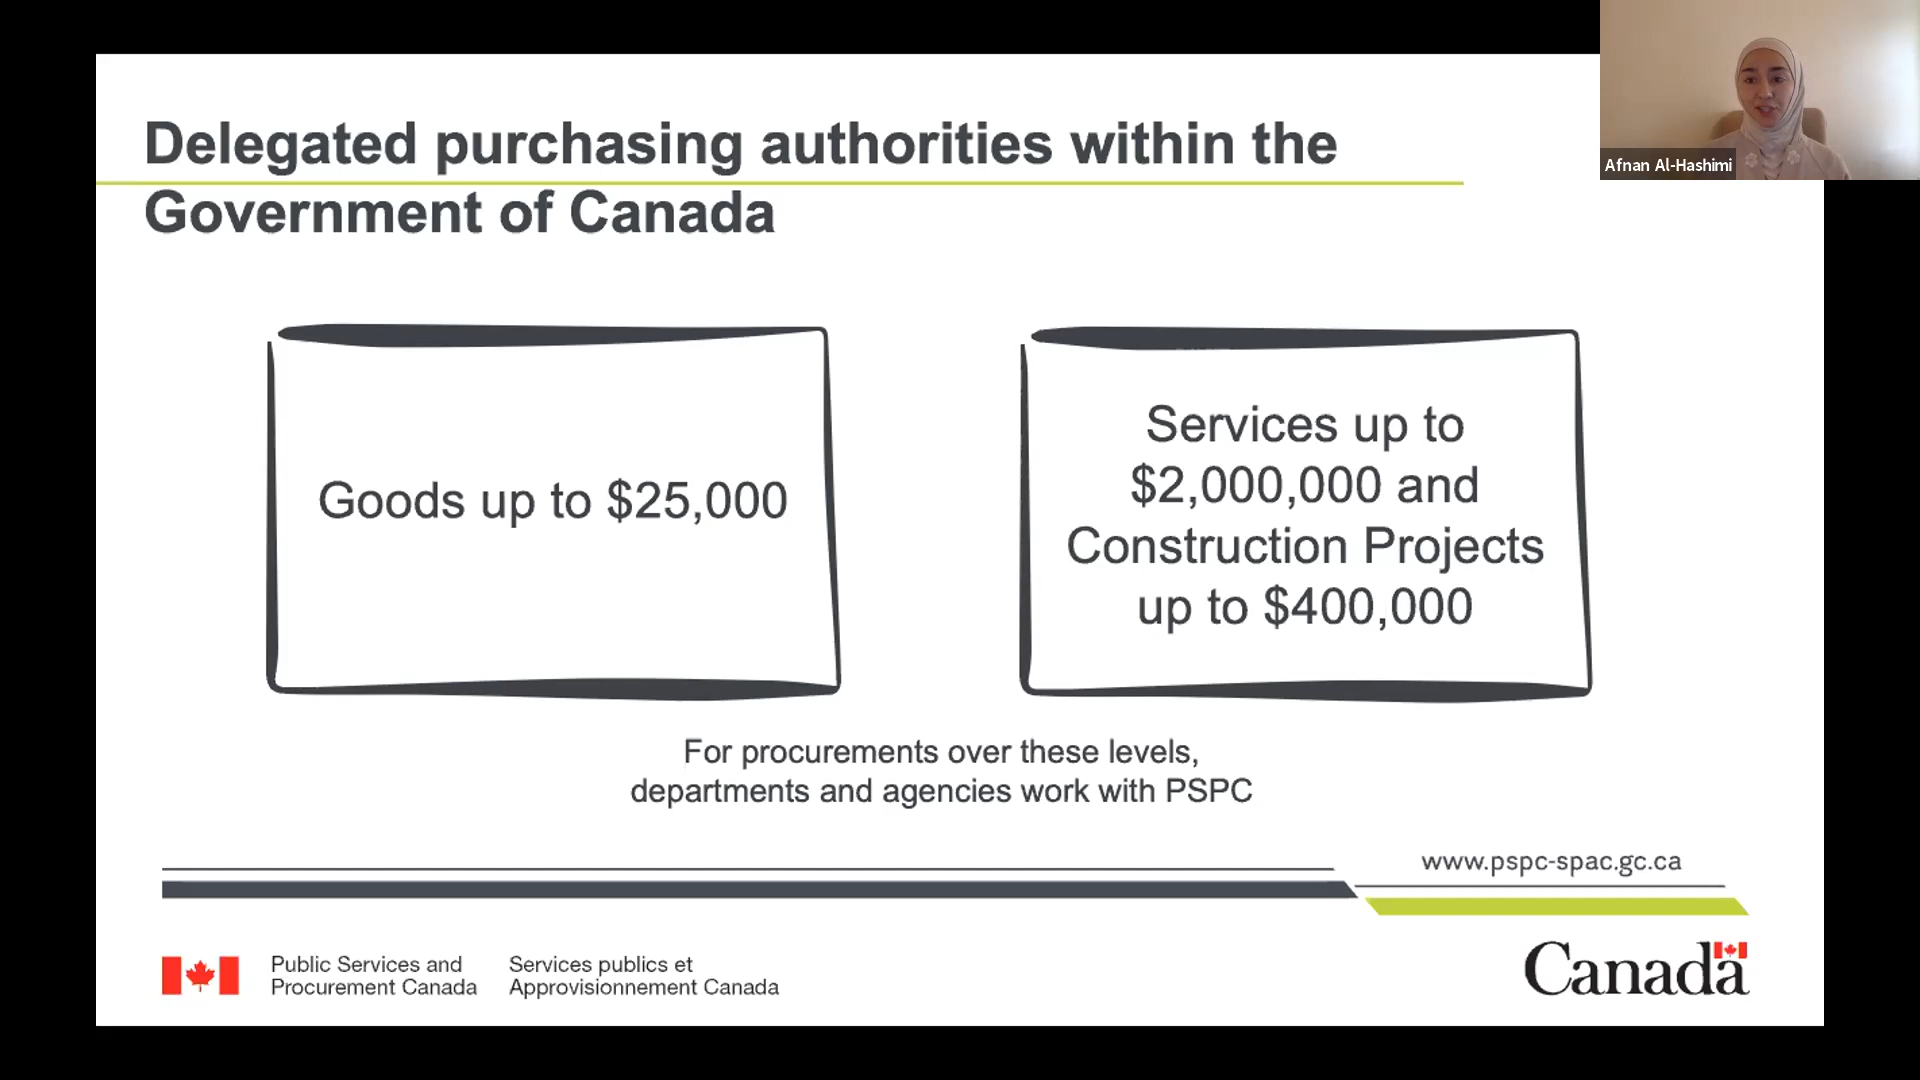 Delegated purchasing authorities within the
Government of Canada
Afnan Al-Hashimi
Goods up to $25,000
Services up to
$2,000,000 and
Construction Projects
up to $400,000
For procurements over these levels,
departments and agencies work with PSPC
www.pspc-spac.gc.ca
Public Services and
Procurement Canada
Services publics et
Approvisionnement Canada
Canada